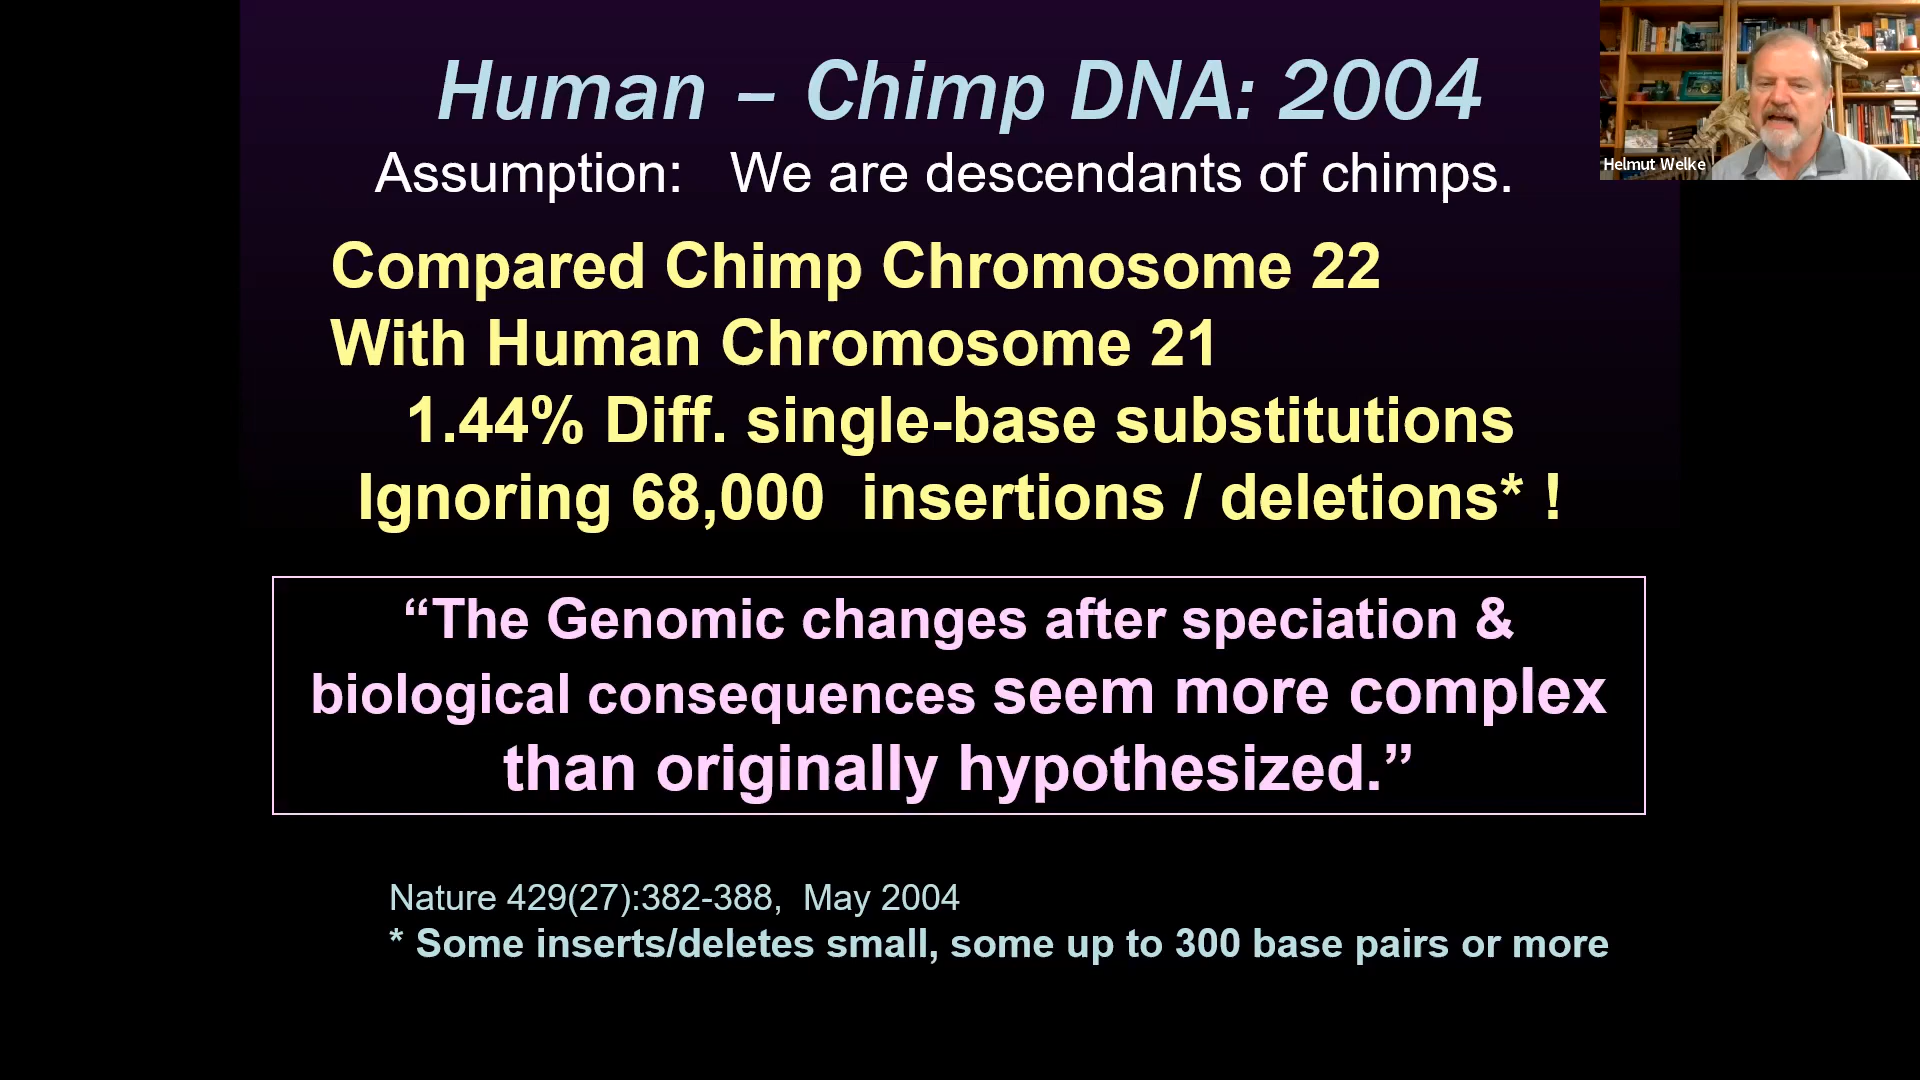 Human – Chimp DNA: 2004
Assumption: We are descendants of chimps.
Compared Chimp Chromosome 22
With Human Chromosome 21
1.44% Diff. single-base substitutions
Ignoring 68,000 insertions / deletions* !
“The Genomic changes after speciation &
biological consequences seem more complex
than originally hypothesized.”
Nature 429(27):382-388, May 2004
* Some inserts/deletes small, some up to 300 base pairs or more
Helmut Welke